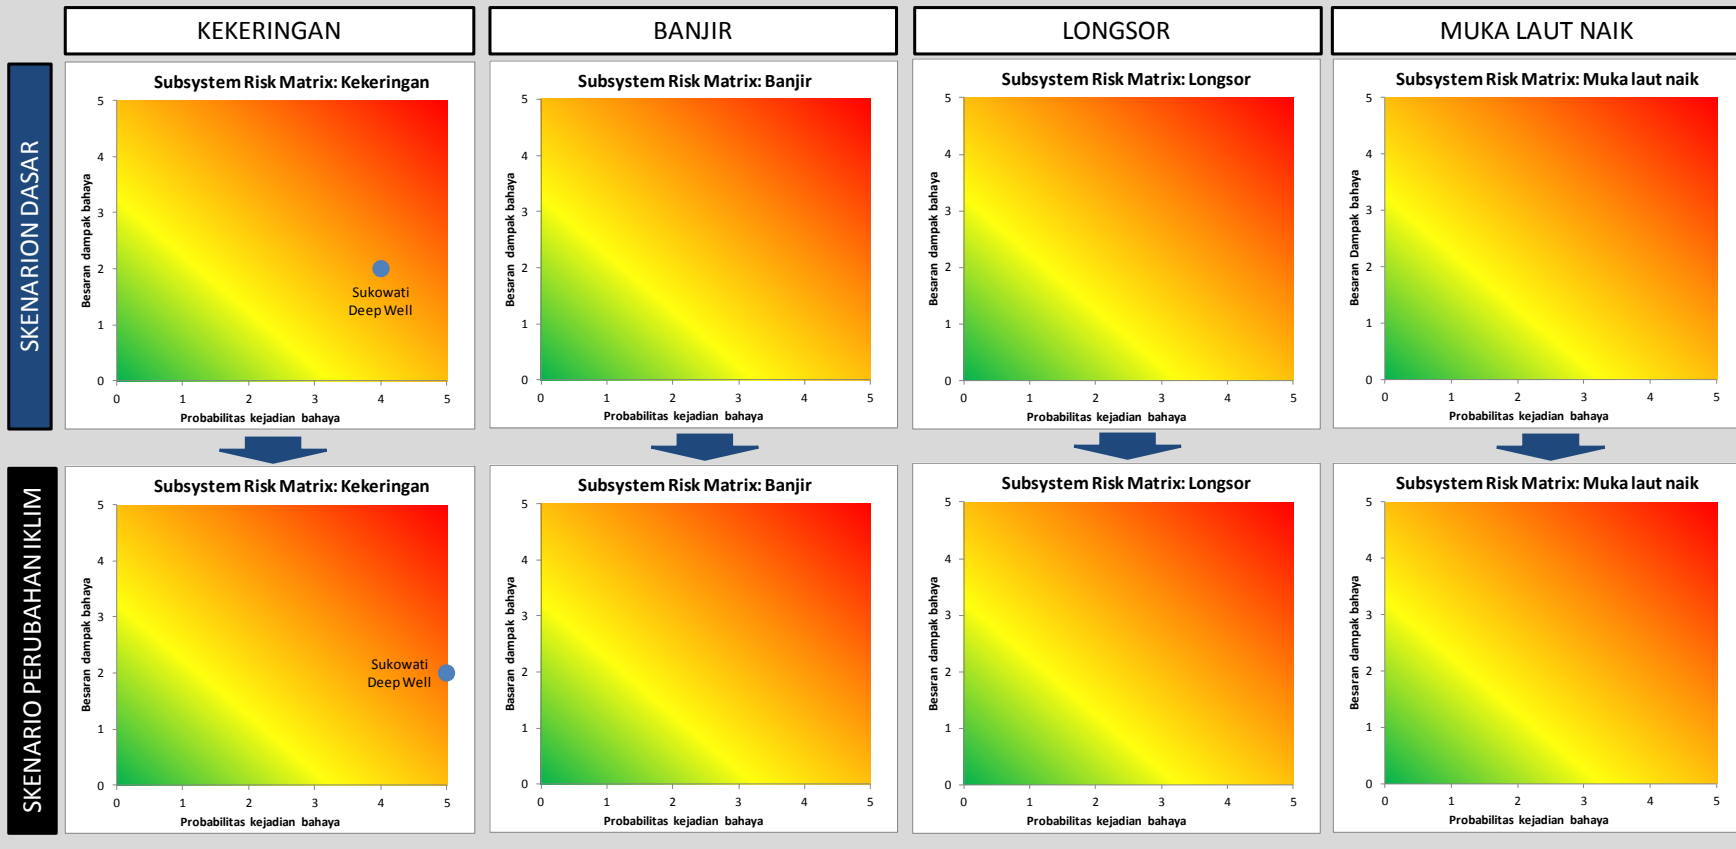 KEKERINGAN
BANJIR
LONGSOR
MUKA LAUT NAIK
SKENARION DASAR
Subsystem Risk Matrix: Kekeringan
5
4
3
2
1
0
Besaran dampak bahaya
Sukowati
Deep Well
0 1 2 3 4 5
Probabilitas kejadian bahaya
Subsystem Risk Matrix: Banjir
5
4
3
2
1
0
Besaran dampak bahaya
0 1 2 3 4 5
Probabilitas kejadian bahaya
Subsystem Risk Matrix: Longsor
5
4
3
2
1
0
Besaran dampak bahaya
0 1 2 3 4 5
Probabilitas kejadian bahaya
Subsystem Risk Matrix: Muka laut naik
5
4
3
2
1
0
Besaran Dampak bahaya
0 1 2 3 4 5
Probabilitas kejadian bahaya
SKENARIO PERUBAHAN IKLIM
Subsystem Risk Matrix: Kekeringan
5
4
3
2
1
0
Besaran dampak bahaya
Sukowati
Deep Well
0 1 2 3 4 5
Probabilitas kejadian bahaya
Subsystem Risk Matrix: Banjir
5
4
3
2
1
0
Basaran dampak bahaya
0 1 2 3 4 5
Probabilitas kejadian bahaya
Subsystem Risk Matrix: Longsor
5
4
3
2
1
0
Besaran dampak bahaya
0 1 2 3 4 5
Probabilitas kejadian bahaya
Subsystem Risk Matrix: Muka laut naik
5
4
3
2
1
0
Besaran dampak bahaya
0 1 2 3 4 5
Probabilitas kejadian bahaya